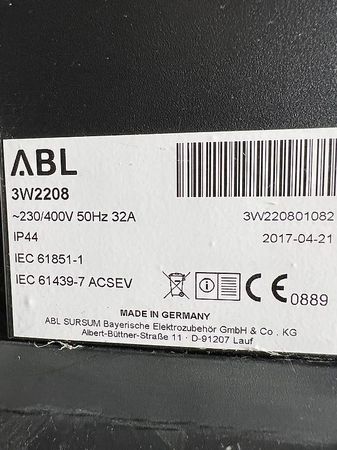 ABL
3W2208
~230/400V 50Hz 32A
3W220801082
IP44
2017-04-21
IEC 61851-1
IEC 61439-7 ACSEV
CE 0889
MADE IN GERMANY
ABL SURSUM Bayerische Elektrozubehör GmbH & Co. KG
Albert-Büttner-Straße 11 · D-91207 Lauf